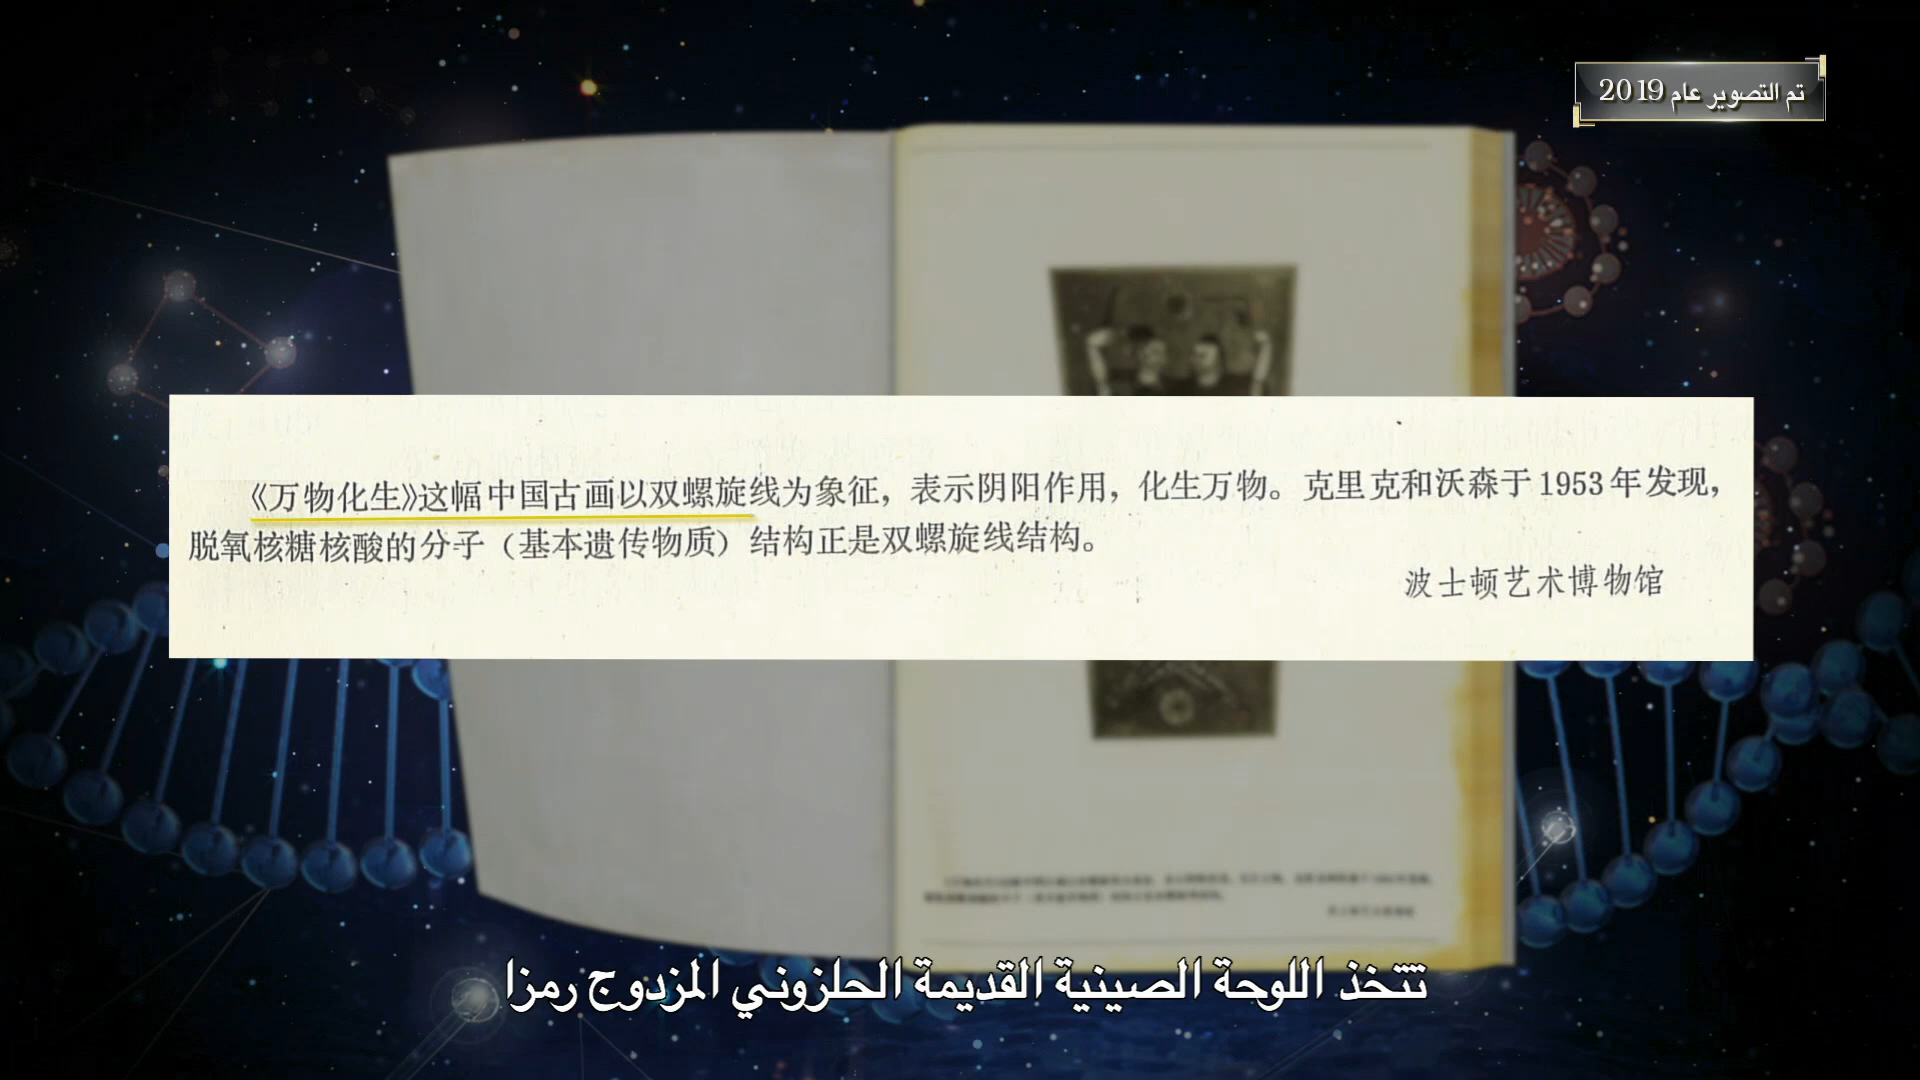 تم التصوير عام 2019
《万物化生》这幅中国古画以双螺旋线为象征，表示阴阳作用，化生万物。克里克和沃森于1953年发现，
脱氧核糖核酸的分子（基本遗传物质）结构正是双螺旋线结构。
波士顿艺术博物馆
تتخذ اللوحة الصينية القديمة الحلزوني المزدوج رمزا